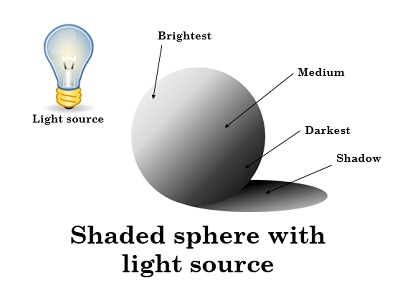 Brightest
Medium
Light source
Darkest
Shadow
Shaded sphere with
light source